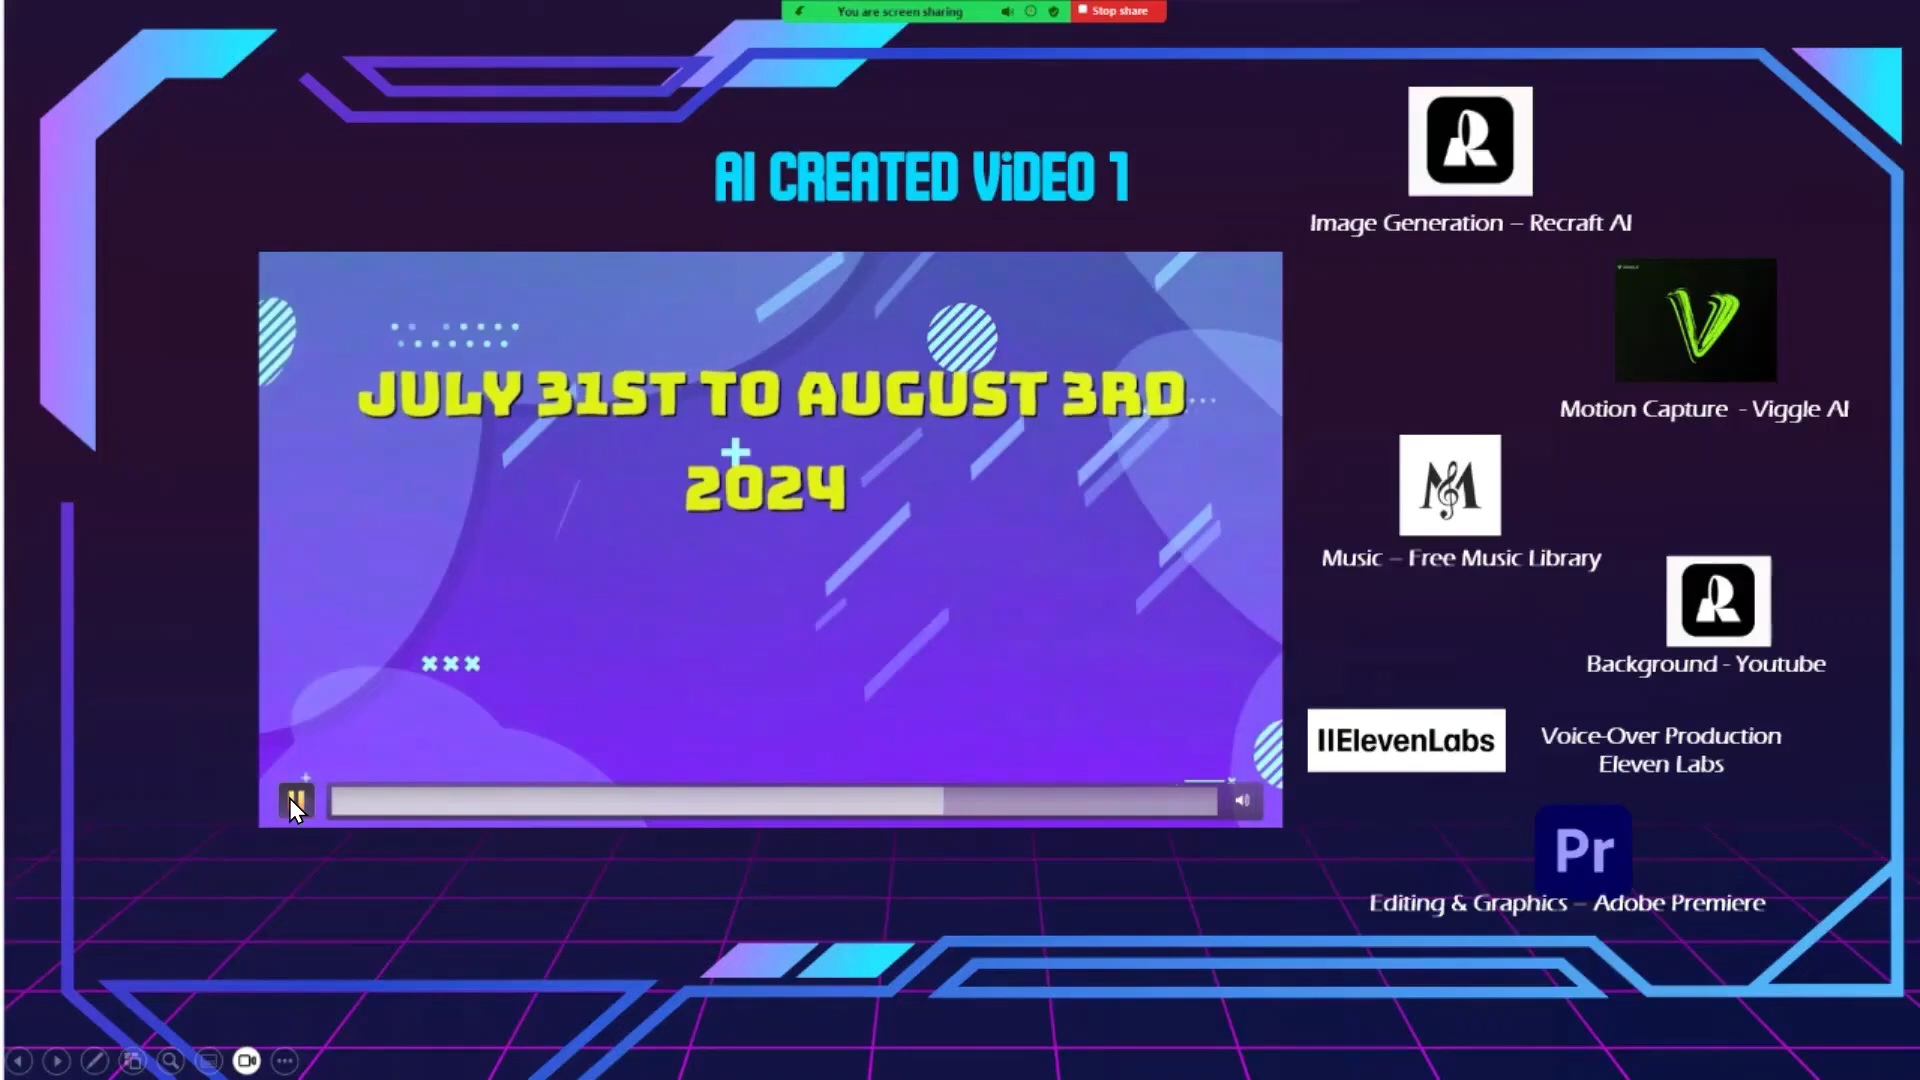 You are screen sharing
Stop share
AI CREATED ViDEO 1
Image Generation – Recraft AI
JULY 31ST TO AUGUST 3RD
2024
Motion Capture - Viggle AI
Music – Free Music Library
Background - Youtube
IIElevenLabs
Voice-Over Production
Eleven Labs
Pr
Editing & Graphics – Adobe Premiere